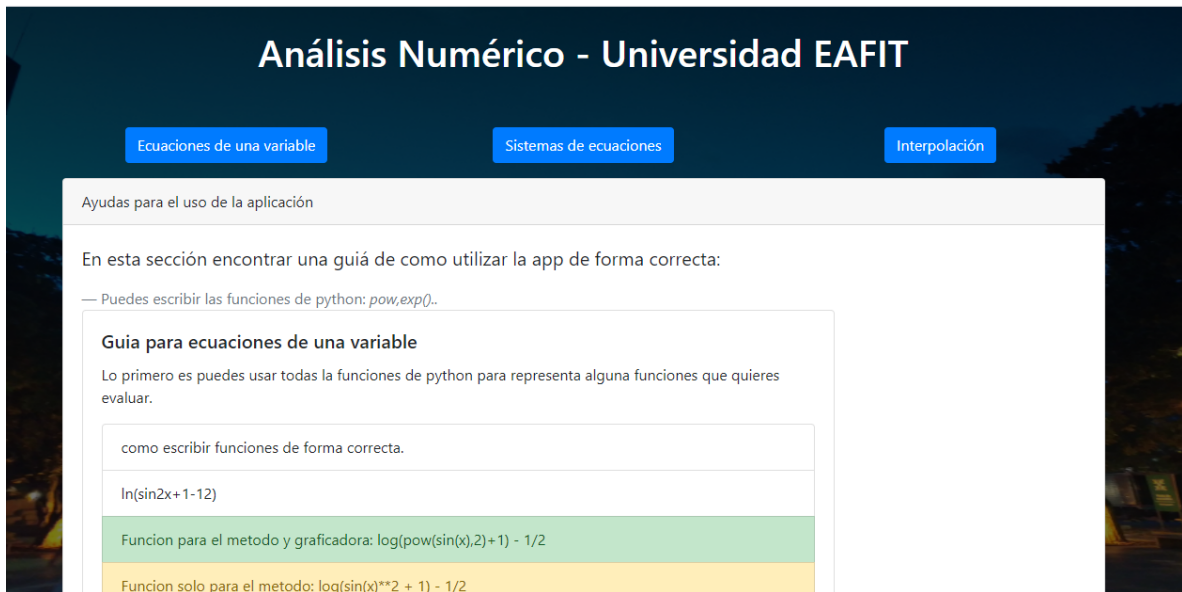 Análisis Numérico - Universidad EAFIT
Ecuaciones de una variable
Sistemas de ecuaciones
Interpolación
Ayudas para el uso de la aplicación
En esta sección encontrar una guiá de como utilizar la app de forma correcta:
— Puedes escribir las funciones de python: pow,exp()..
Guia para ecuaciones de una variable
Lo primero es puedes usar todas la funciones de python para representa alguna funciones que quieres
evaluar.
como escribir funciones de forma correcta.
ln(sin2x+1-12)
Funcion para el metodo y graficadora: log(pow(sin(x),2)+1) - 1/2
Funcion solo para el metodo: log(sin(x)**2 + 1) - 1/2